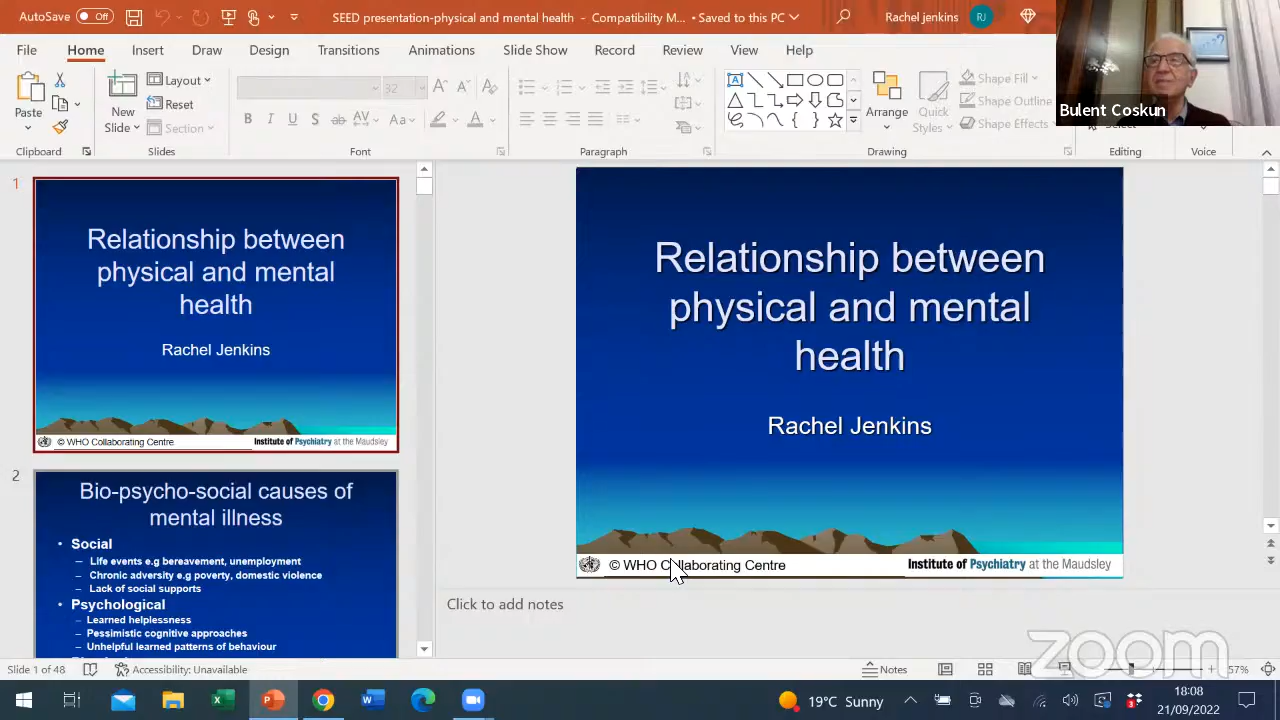 AutoSave Off SEED presentation-physical and mental health - Compatibility M... • Saved to this PC Rachel jenkins RJ
File Home Insert Draw Design Transitions Animations Slide Show Record Review View Help
Paste
Clipboard
New
Slide
Layout
Reset
Section
Slides
B I U S ab AV Aa A
Font
Paragraph
Arrange
Quick
Styles
Shape Fill
Shape Outline
Shape Effects
Drawing
Select
Editing
Voice
Bulent Coskun
1
Relationship between
physical and mental
health
Rachel Jenkins
© WHO Collaborating Centre Institute of Psychiatry at the Maudsley
2
Bio-psycho-social causes of
mental illness
• Social
– Life events e.g bereavement, unemployment
– Chronic adversity e.g poverty, domestic violence
– Lack of social supports
• Psychological
– Learned helplessness
– Pessimistic cognitive approaches
– Unhelpful learned patterns of behaviour
Relationship between
physical and mental
health
Rachel Jenkins
© WHO Collaborating Centre Institute of Psychiatry at the Maudsley
Click to add notes
zoom
Slide 1 of 48 Accessibility: Unavailable Notes 57%
19°C Sunny
18:08
21/09/2022